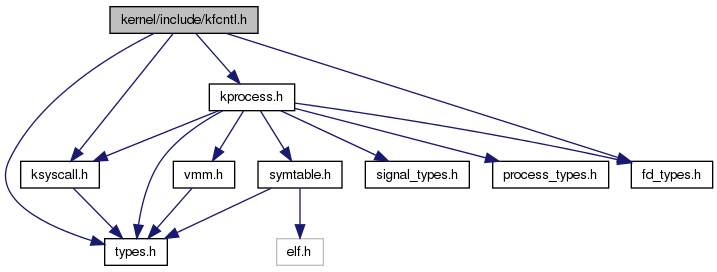 kernel/include/kfcntl.h
kprocess.h
ksyscall.h
vmm.h
symtable.h
signal_types.h
process_types.h
fd_types.h
types.h
elf.h